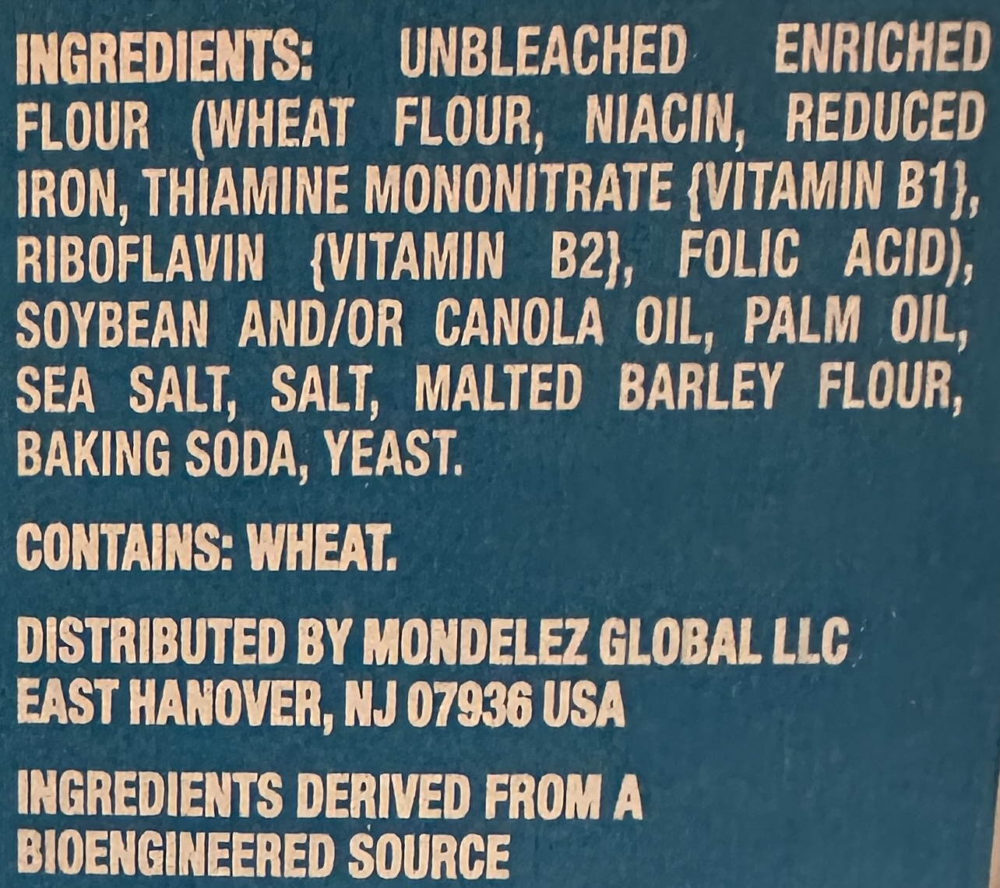 INGREDIENTS: UNBLEACHED ENRICHED
FLOUR (WHEAT FLOUR, NIACIN, REDUCED
IRON, THIAMINE MONONITRATE {VITAMIN B1},
RIBOFLAVIN {VITAMIN B2}, FOLIC ACID),
SOYBEAN AND/OR CANOLA OIL, PALM OIL,
SEA SALT, SALT, MALTED BARLEY FLOUR,
BAKING SODA, YEAST.
CONTAINS: WHEAT.
DISTRIBUTED BY MONDELEZ GLOBAL LLC
EAST HANOVER, NJ 07936 USA
INGREDIENTS DERIVED FROM A
BIOENGINEERED SOURCE